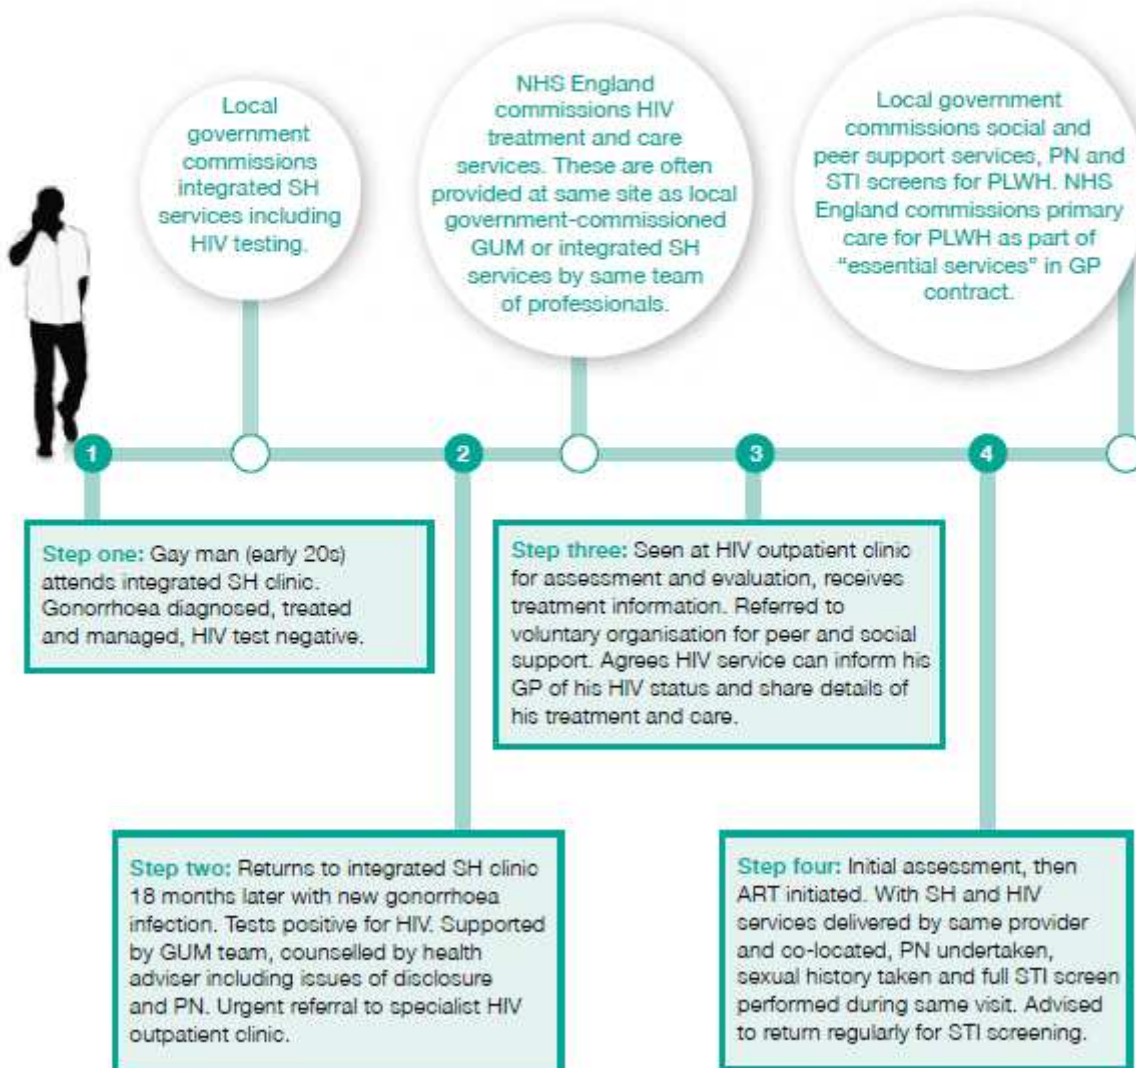 Local
government
commissions
integrated SH
services including
HIV testing.
NHS England
commissions HIV
treatment and care
services. These are often
provided at same site as local
government-commissioned
GUM or integrated SH
services by same team
of professionals.
Local government
commissions social and
peer support services, PN and
STI screens for PLWH. NHS
England commissions primary
care for PLWH as part of
“essential services” in GP
contract.
1
2
3
4
Step one: Gay man (early 20s)
attends integrated SH clinic.
Gonorrhoea diagnosed, treated
and managed, HIV test negative.
Step three: Seen at HIV outpatient clinic
for assessment and evaluation, receives
treatment information. Referred to
voluntary organisation for peer and social
support. Agrees HIV service can inform his
GP of his HIV status and share details of
his treatment and care.
Step two: Returns to integrated SH clinic
18 months later with new gonorrhoea
infection. Tests positive for HIV. Supported
by GUM team, counselled by health
adviser including issues of disclosure
and PN. Urgent referral to specialist HIV
outpatient clinic.
Step four: Initial assessment, then
ART initiated. With SH and HIV
services delivered by same provider
and co-located, PN undertaken,
sexual history taken and full STI screen
performed during same visit. Advised
to return regularly for STI screening.